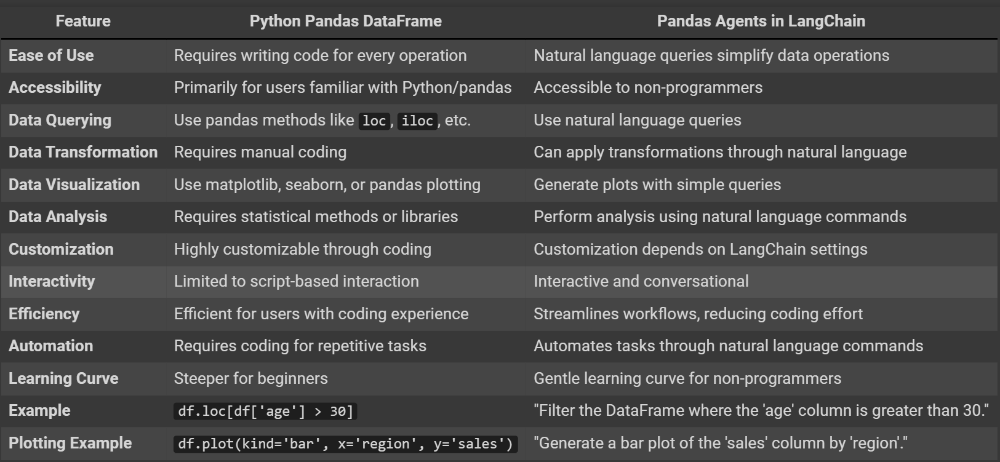 Feature Python Pandas DataFrame Pandas Agents in LangChain
Ease of Use Requires writing code for every operation Natural language queries simplify data operations
Accessibility Primarily for users familiar with Python/pandas Accessible to non-programmers
Data Querying Use pandas methods like loc, iloc, etc. Use natural language queries
Data Transformation Requires manual coding Can apply transformations through natural language
Data Visualization Use matplotlib, seaborn, or pandas plotting Generate plots with simple queries
Data Analysis Requires statistical methods or libraries Perform analysis using natural language commands
Customization Highly customizable through coding Customization depends on LangChain settings
Interactivity Limited to script-based interaction Interactive and conversational
Efficiency Efficient for users with coding experience Streamlines workflows, reducing coding effort
Automation Requires coding for repetitive tasks Automates tasks through natural language commands
Learning Curve Steeper for beginners Gentle learning curve for non-programmers
Example df.loc[df['age'] > 30] "Filter the DataFrame where the 'age' column is greater than 30."
Plotting Example df.plot(kind='bar', x='region', y='sales') "Generate a bar plot of the 'sales' column by 'region'."